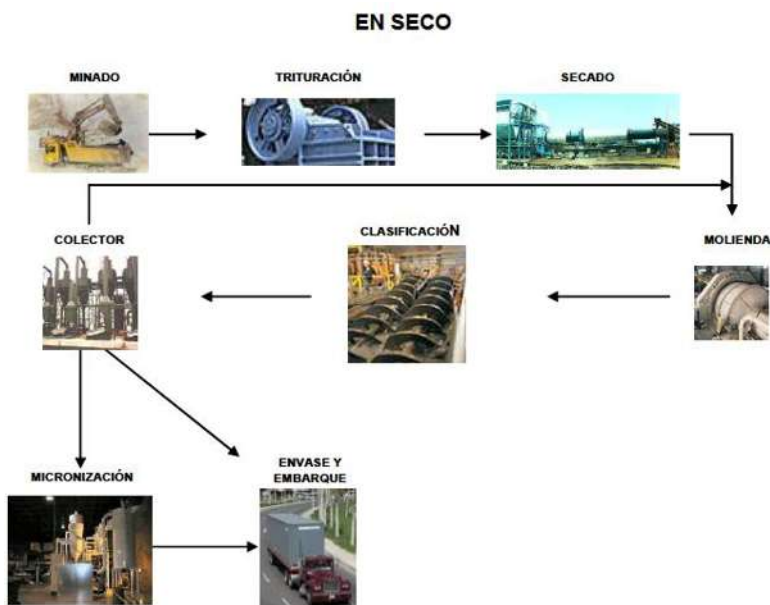 EN SECO
MINADO
TRITURACIÓN
SECADO
COLECTOR
CLASIFICACIÓN
MOLIENDA
MICRONIZACIÓN
ENVASE Y
EMBARQUE